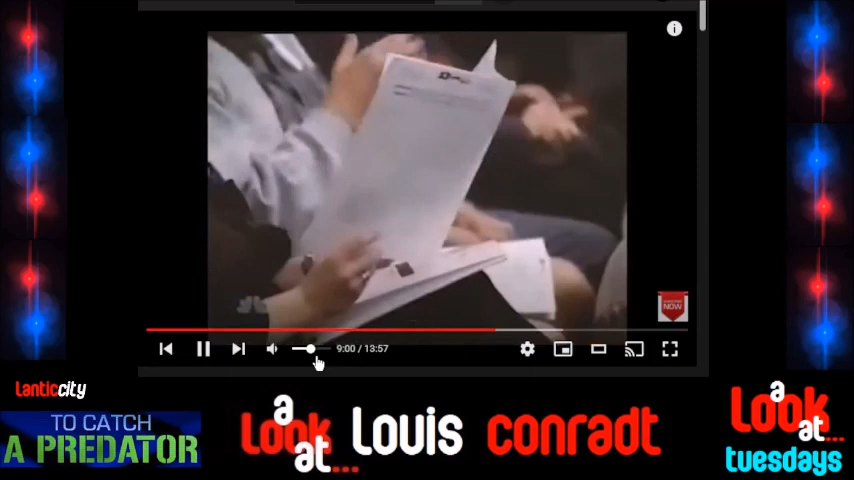 i
NOW
9:00 / 13:57
Lanticcity
TO CATCH
A PREDATOR
a
Look
at...
Louis conradt
a
Look
at...
tuesdays